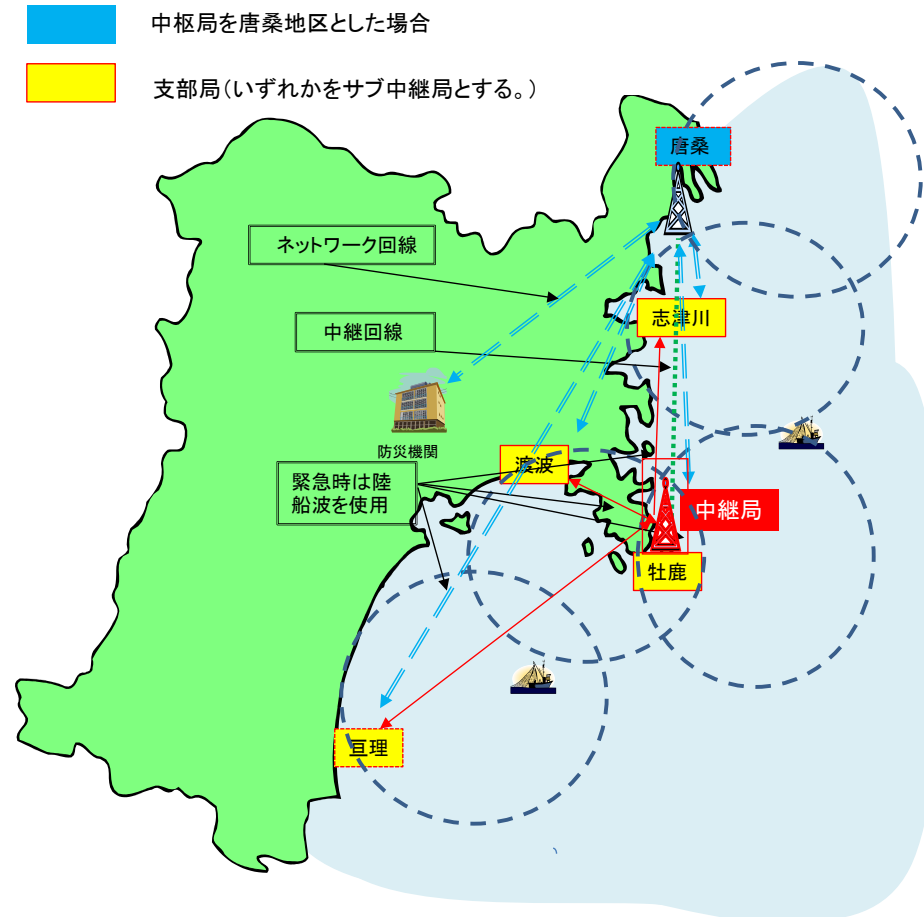 中枢局を唐桑地区とした場合
支部局(いずれかをサブ中継局とする。)
唐桑
ネットワーク回線
志津川
中継回線
防災機関
渡波
緊急時は陸
船波を使用
中継局
牡鹿
亘理
、